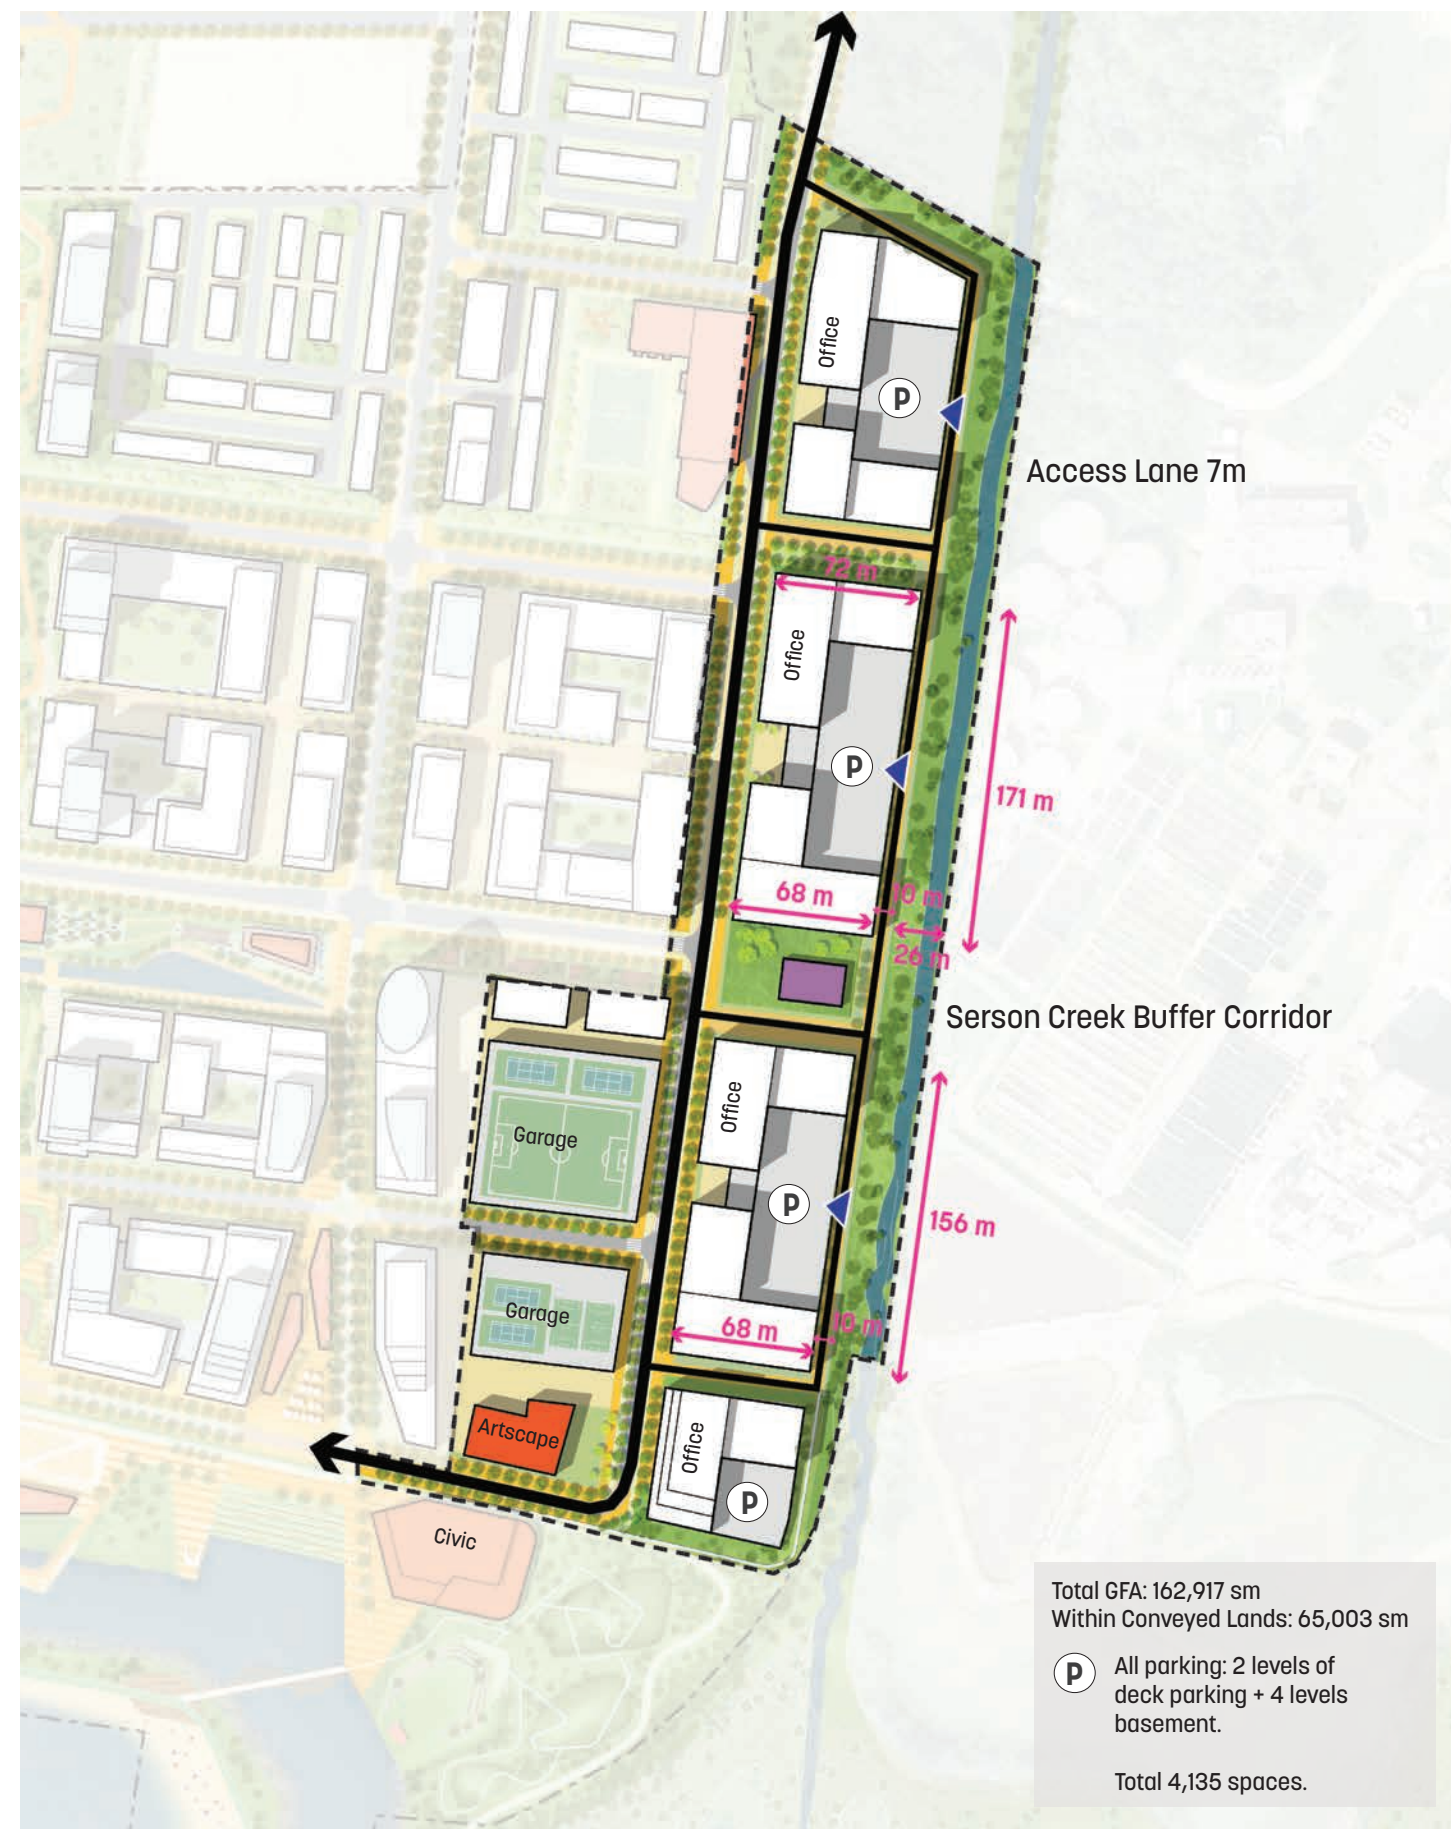 Office
P
Access Lane 7m
72 m
Office
P
171 m
68 m
10 m
26 m
Serson Creek Buffer Corridor
Office
Garage
P
156 m
Garage
68 m
10 m
Artscape
Office
P
Civic
Total GFA: 162,917 sm
Within Conveyed Lands: 65,003 sm
P
All parking: 2 levels of
deck parking + 4 levels
basement.
Total 4,135 spaces.